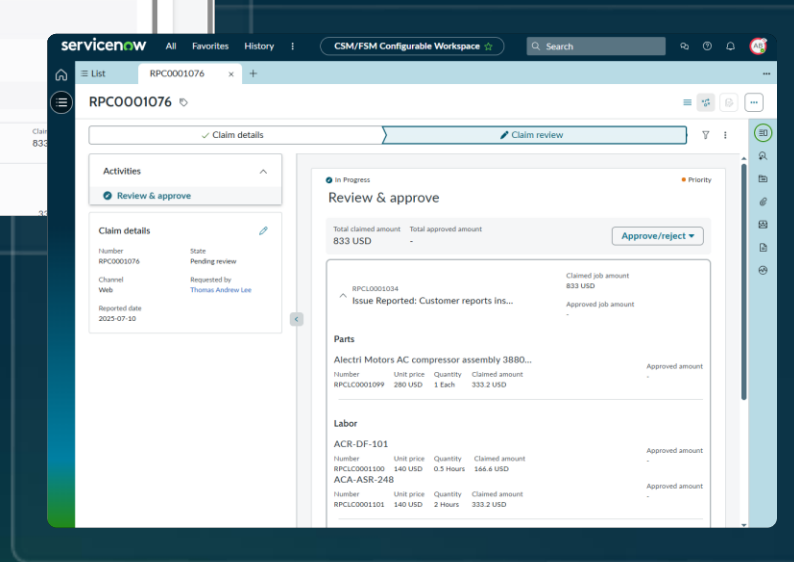 servicenow
All
Favorites
History
CSM/FSM Configurable Workspace
Search
AB
List
RPC0001076
RPC0001076
Claim details
Claim review
Activities
Review & approve
Claim details
Number
RPC0001076
State
Pending review
Channel
Web
Requested by
Thomas Andrew Lee
Reported date
2025-07-10
In Progress
Priority
Review & approve
Total claimed amount
833 USD
Total approved amount
-
Approve/reject
RPCL0001034
Issue Reported: Customer reports ins...
Claimed job amount
833 USD
Approved job amount
-
Parts
Alectri Motors AC compressor assembly 3880...
Number Unit price Quantity Claimed amount
RPCLC0001099 280 USD 1 Each 333.2 USD
Approved amount
-
Labor
ACR-DF-101
Number Unit price Quantity Claimed amount
RPCLC0001100 140 USD 0.5 Hours 166.6 USD
Approved amount
-
ACA-ASR-248
Number Unit price Quantity Claimed amount
RPCLC0001101 140 USD 2 Hours 333.2 USD
Approved amount
-
833